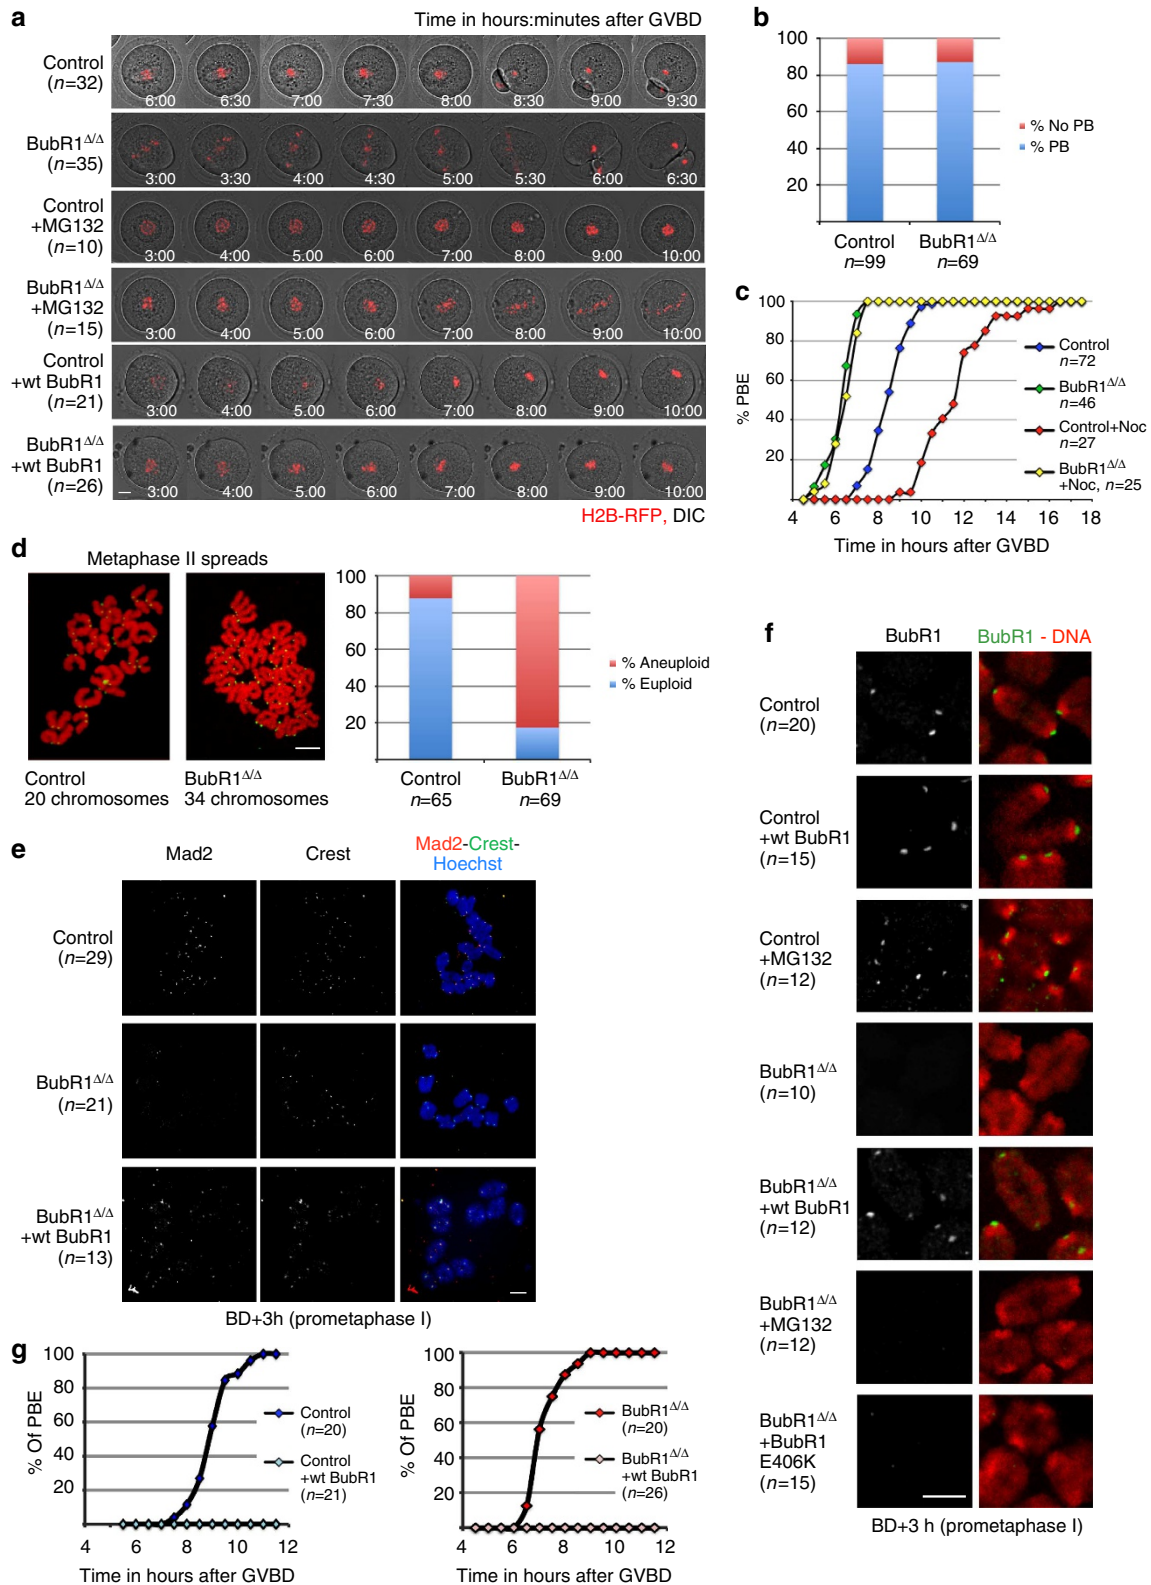 a
Time in hours:minutes after GVBD
Control
(n=32)
6:00 6:30 7:00 7:30 8:00 8:30 9:00 9:30
BubR1Δ/Δ
(n=35)
3:00 3:30 4:00 4:30 5:00 5:30 6:00 6:30
Control
+MG132
(n=10)
3:00 4:00 5:00 6:00 7:00 8:00 9:00 10:00
BubR1Δ/Δ
+MG132
(n=15)
3:00 4:00 5:00 6:00 7:00 8:00 9:00 10:00
Control
+wt BubR1
(n=21)
3:00 4:00 5:00 6:00 7:00 8:00 9:00 10:00
BubR1Δ/Δ
+wt BubR1
(n=26)
3:00 4:00 5:00 6:00 7:00 8:00 9:00 10:00
H2B-RFP, DIC
b
100
80
60
40
20
% No PB
% PB
Control
n=99
BubR1Δ/Δ
n=69
c
% PBE
100
80
60
40
20
4 6 8 10 12 14 16 18
Time in hours after GVBD
Control
n=72
BubR1Δ/Δ
n=46
Control+Noc
n=27
BubR1Δ/Δ
+Noc, n=25
d
Metaphase II spreads
Control
20 chromosomes
BubR1Δ/Δ
34 chromosomes
100
80
60
40
20
% Aneuploid
% Euploid
Control
n=65
BubR1Δ/Δ
n=69
e
Mad2
Crest
Mad2-Crest-
Hoechst
Control
(n=29)
BubR1Δ/Δ
(n=21)
BubR1Δ/Δ
+wt BubR1
(n=13)
BD+3h (prometaphase I)
f
BubR1
BubR1 - DNA
Control
(n=20)
Control
+wt BubR1
(n=15)
Control
+MG132
(n=12)
BubR1Δ/Δ
(n=10)
BubR1Δ/Δ
+wt BubR1
(n=12)
BubR1Δ/Δ
+MG132
(n=12)
BubR1Δ/Δ
+BubR1
E406K
(n=15)
BD+3 h (prometaphase I)
g
% Of PBE
100
80
60
40
20
4 6 8 10 12
Time in hours after GVBD
Control
(n=20)
Control
+wt BubR1
(n=21)
% Of PBE
100
80
60
40
20
4 6 8 10 12
Time in hours after GVBD
BubR1Δ/Δ
(n=20)
BubR1Δ/Δ
+wt BubR1
(n=26)